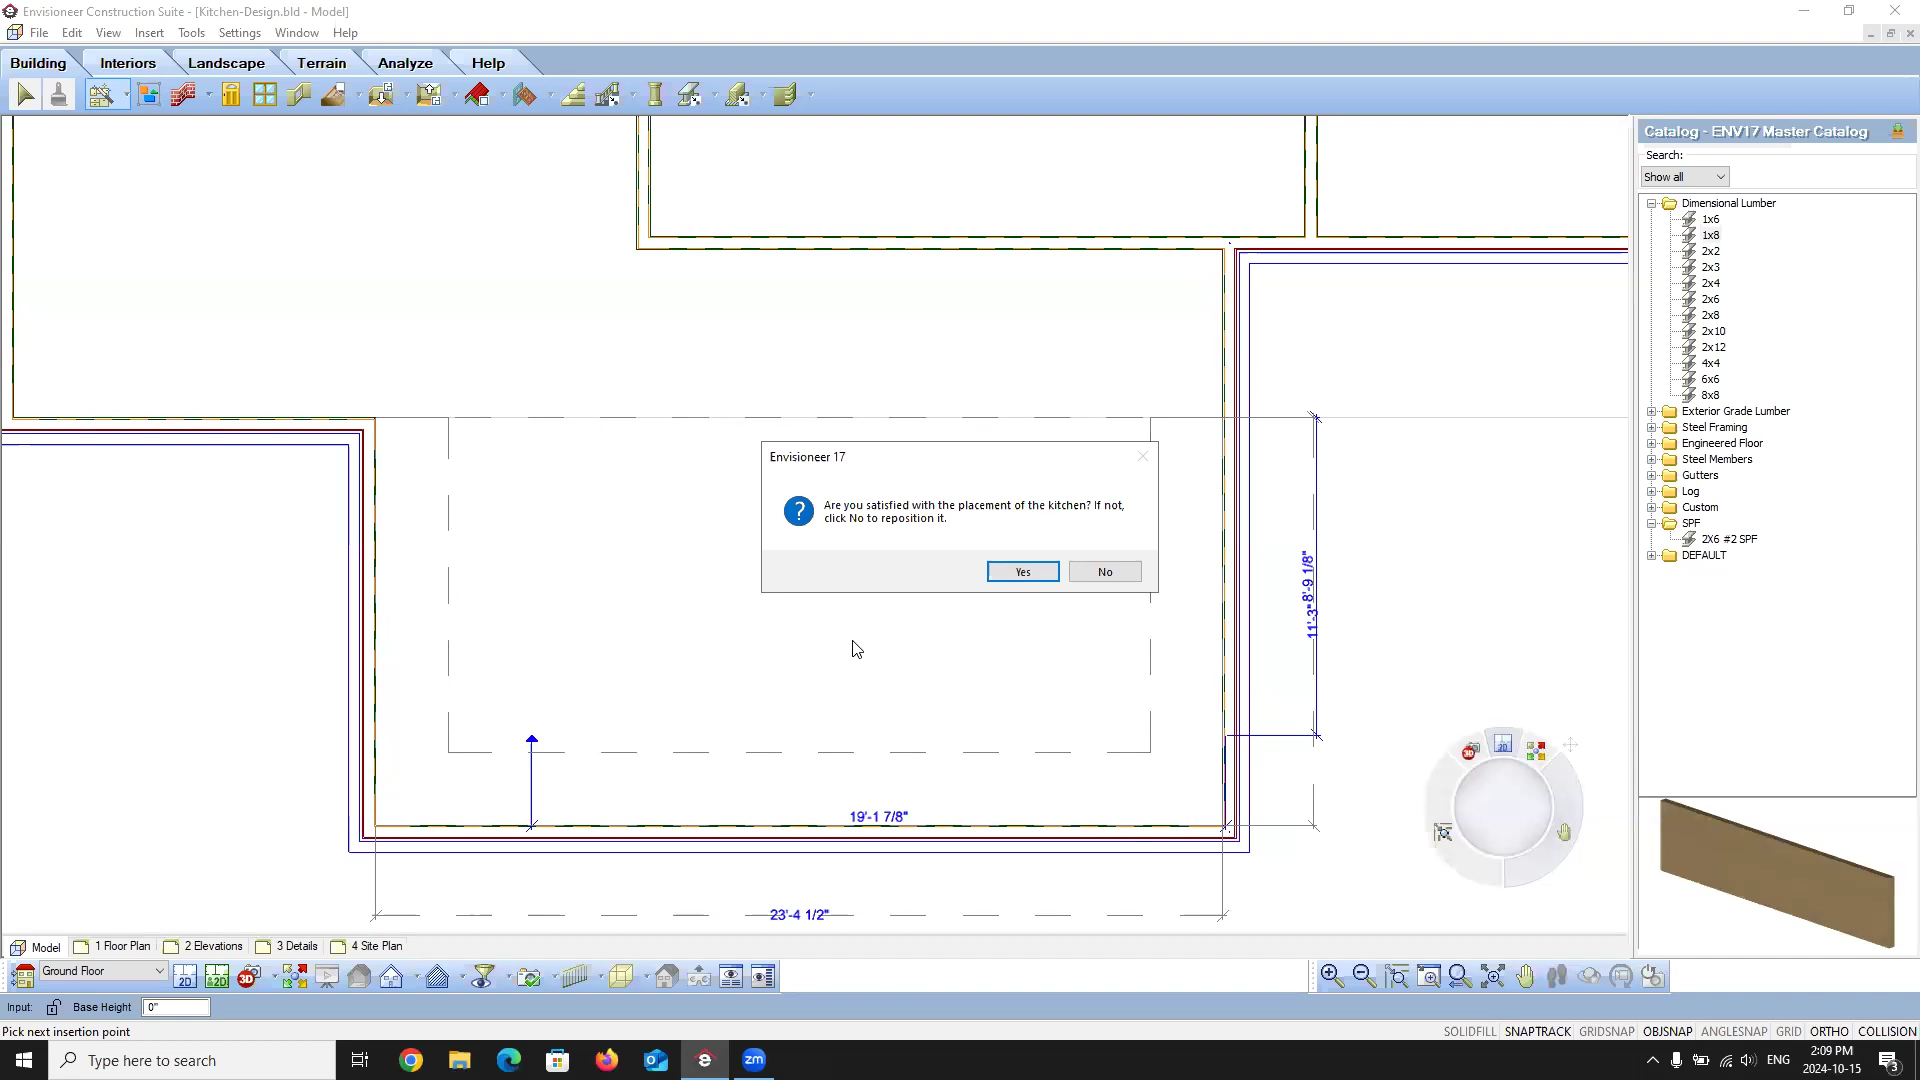 Envisioneer Construction Suite - [Kitchen-Design.bld - Model]
File Edit View Insert Tools Settings Window Help
Building Interiors Landscape Terrain Analyze Help
Catalog - ENV17 Master Catalog
Search:
Show all
Dimensional Lumber
1x6
1x8
2x2
2x3
2x4
2x6
2x8
2x10
2x12
4x4
6x6
8x8
Exterior Grade Lumber
Steel Framing
Engineered Floor
Steel Members
Gutters
Log
Custom
SPF
2X6 #2 SPF
DEFAULT
Envisioneer 17
Are you satisfied with the placement of the kitchen? If not,
click No to reposition it.
Yes No
8'-9 1/8"
11'-3"
19'-1 7/8"
23'-4 1/2"
3D 2D
Model 1 Floor Plan 2 Elevations 3 Details 4 Site Plan
Ground Floor 2D 2D 3D
Input: Base Height 0"
Pick next insertion point SOLIDFILL SNAPTRACK GRIDSNAP OBJSNAP ANGLESNAP GRID ORTHO COLLISION
Type here to search zm ENG 2:09 PM
2024-10-15 3